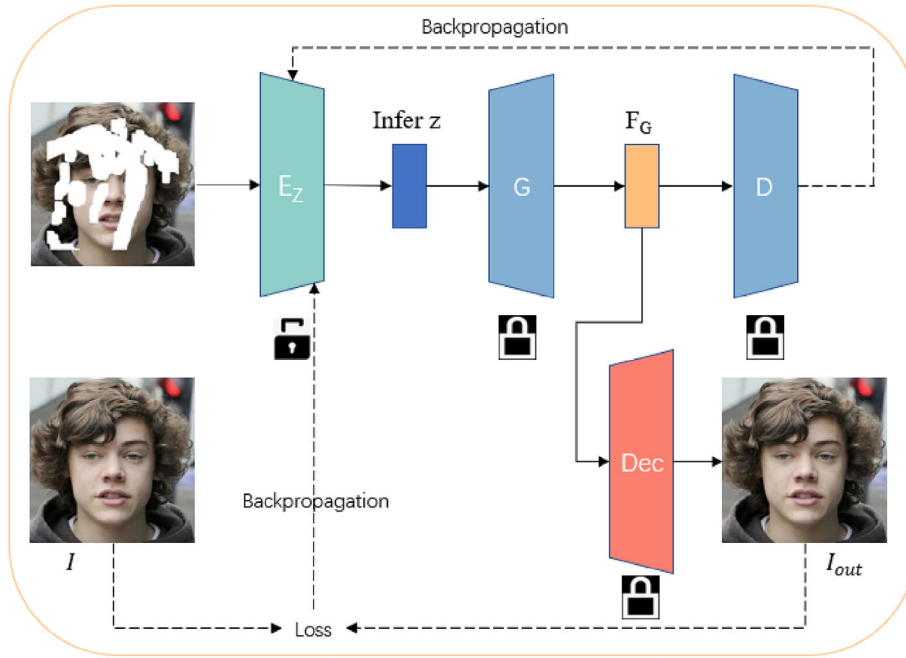 Backpropagation
Infer z
F_G
E_Z
G
D
Dec
Backpropagation
I
I_out
Loss